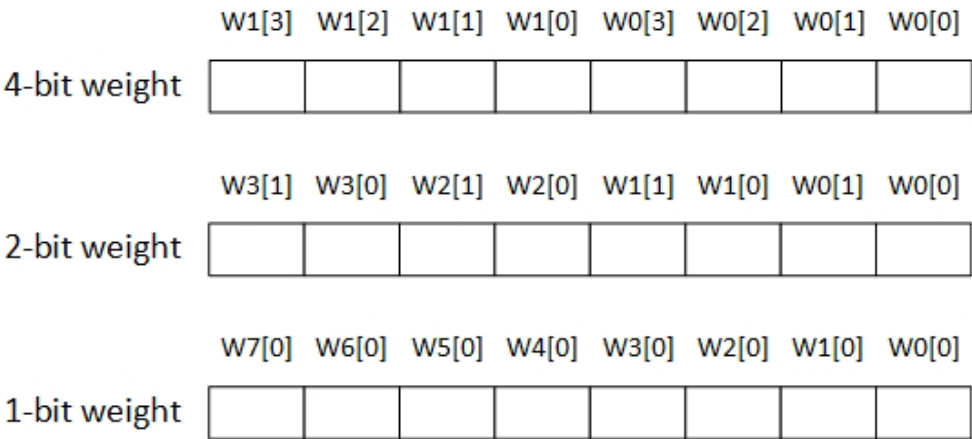 W1[3] W1[2] W1[1] W1[0] W0[3] W0[2] W0[1] W0[0]
4-bit weight
W3[1] W3[0] W2[1] W2[0] W1[1] W1[0] W0[1] W0[0]
2-bit weight
W7[0] W6[0] W5[0] W4[0] W3[0] W2[0] W1[0] W0[0]
1-bit weight